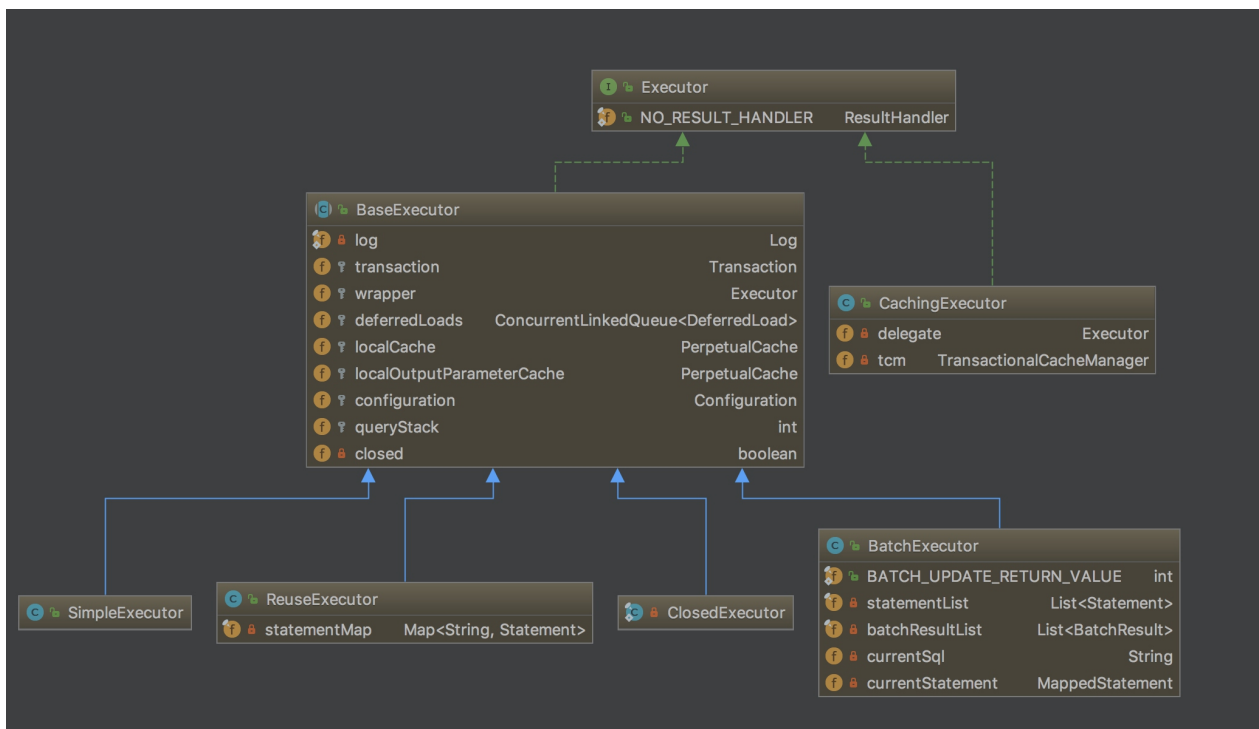 Executor
NO_RESULT_HANDLER ResultHandler
BaseExecutor
log Log
transaction Transaction
wrapper Executor
deferredLoads ConcurrentLinkedQueue<DeferredLoad>
localCache PerpetualCache
localOutputParameterCache PerpetualCache
configuration Configuration
queryStack int
closed boolean
CachingExecutor
delegate Executor
tcm TransactionalCacheManager
SimpleExecutor
ReuseExecutor
statementMap Map<String, Statement>
ClosedExecutor
BatchExecutor
BATCH_UPDATE_RETURN_VALUE int
statementList List<Statement>
batchResultList List<BatchResult>
currentSql String
currentStatement MappedStatement